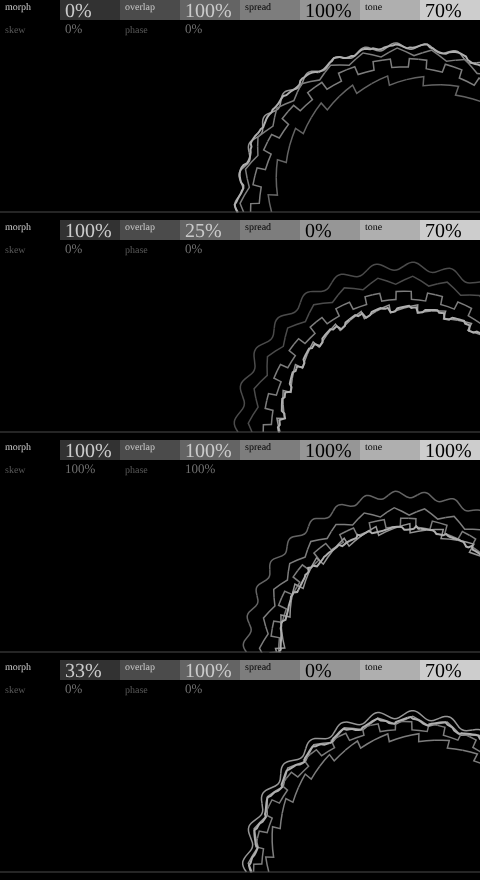 morph 0% overlap 100% spread 100% tone 70%
skew 0% phase 0%
morph 100% overlap 25% spread 0% tone 70%
skew 0% phase 0%
morph 100% overlap 100% spread 100% tone 100%
skew 100% phase 100%
morph 33% overlap 100% spread 0% tone 70%
skew 0% phase 0%